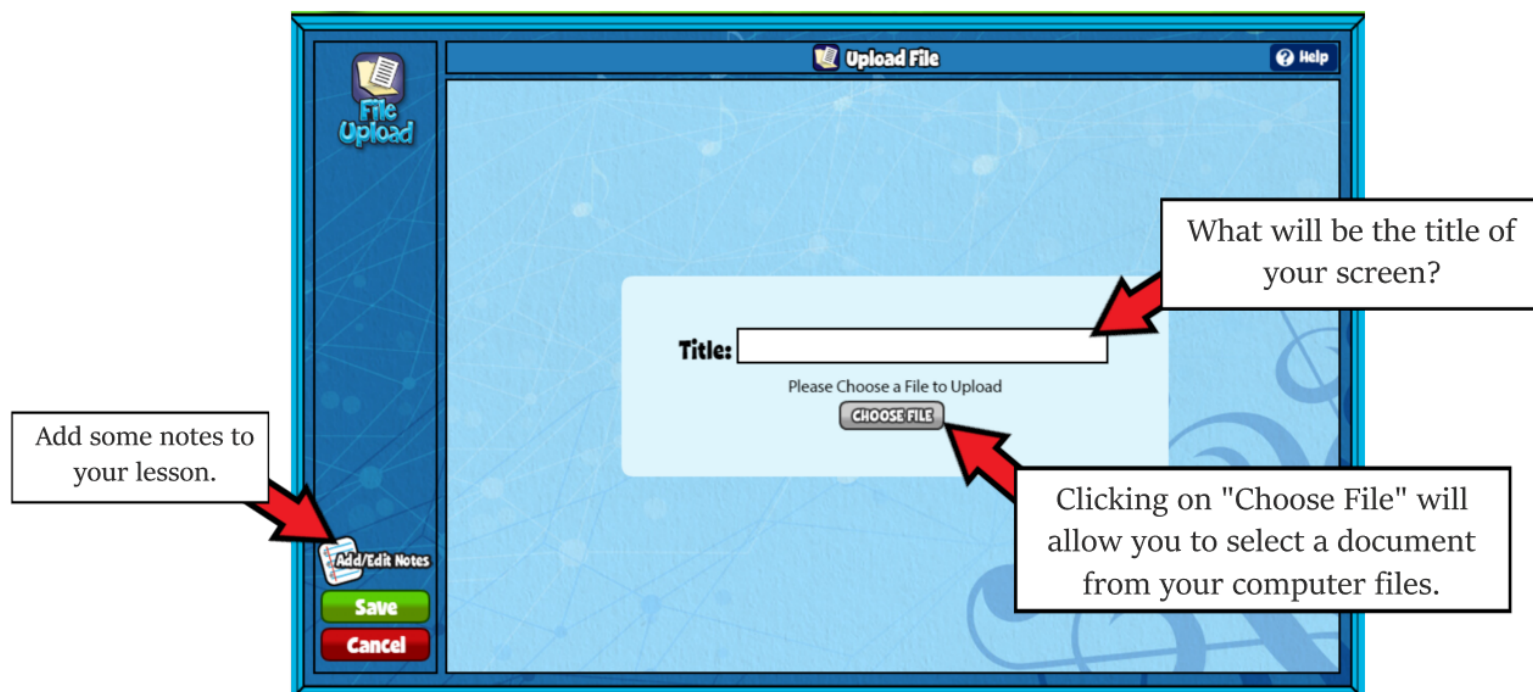 Upload File
Help
File
Upload
What will be the title of
your screen?
Title:
Please Choose a File to Upload
CHOOSE FILE
Add some notes to
your lesson.
Clicking on "Choose File" will
allow you to select a document
from your computer files.
Add/Edit Notes
Save
Cancel